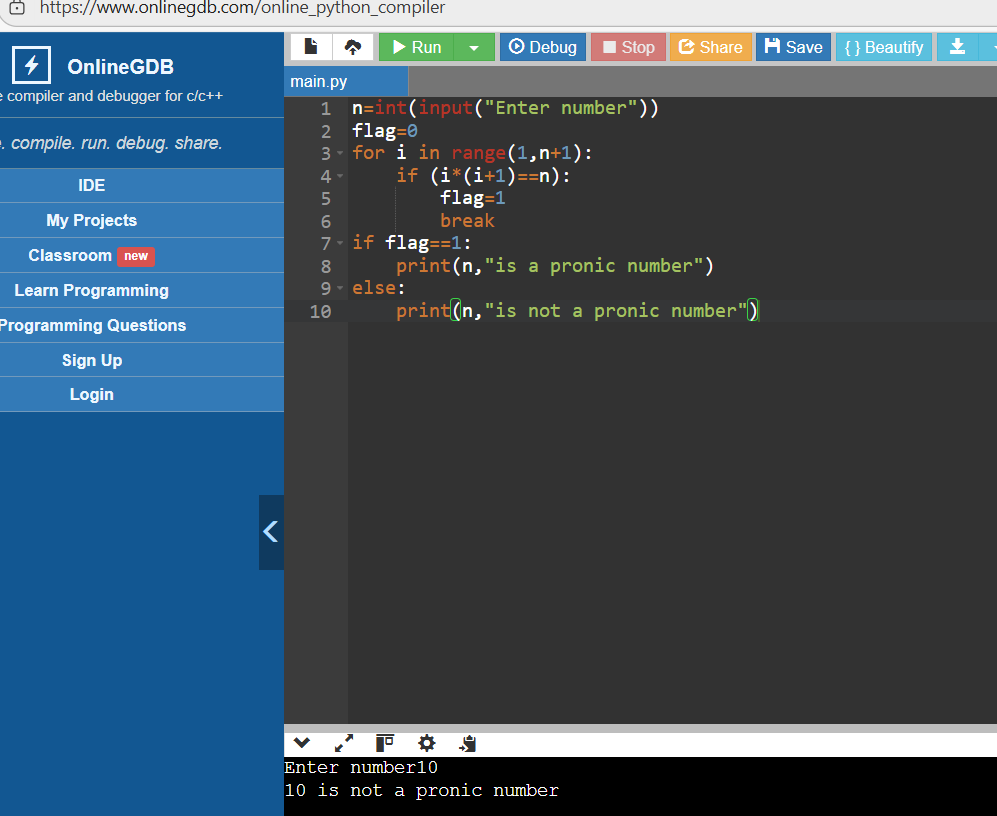 https://www.onlinegdb.com/online_python_compiler
OnlineGDB
e compiler and debugger for c/c++
. compile. run. debug. share.
IDE
My Projects
Classroom new
Learn Programming
Programming Questions
Sign Up
Login
Run Debug Stop Share Save { } Beautify
main.py
1 n=int(input("Enter number"))
2 flag=0
3 for i in range(1,n+1):
4     if (i*(i+1)==n):
5         flag=1
6         break
7 if flag==1:
8     print(n,"is a pronic number")
9 else:
10     print(n,"is not a pronic number")
Enter number10
10 is not a pronic number